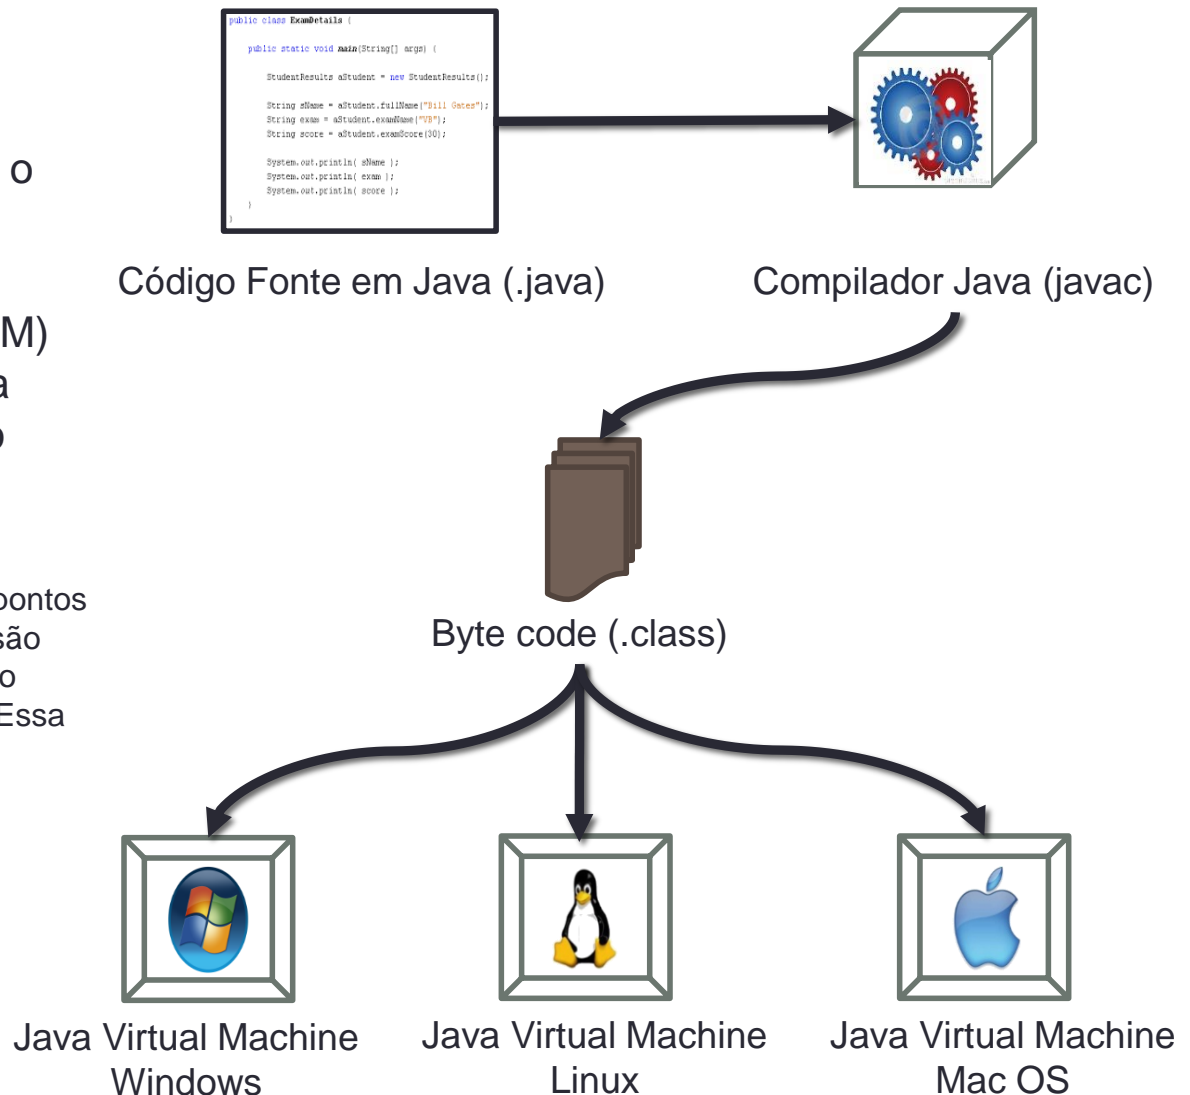 public class ExamDetails {
public static void main(String[] args) {
StudentResults aStudent = new StudentResults();
String sName = aStudent.fullName("Bill Gates");
String exam = aStudent.examName("VB");
String score = aStudent.examScore(30);
System.out.println( sName );
System.out.println( exam );
System.out.println( score );
}
}
o
Código Fonte em Java (.java)
Compilador Java (javac)
M)
a
o
pontos
são
o
Essa
Byte code (.class)
Java Virtual Machine
Windows
Java Virtual Machine
Linux
Java Virtual Machine
Mac OS